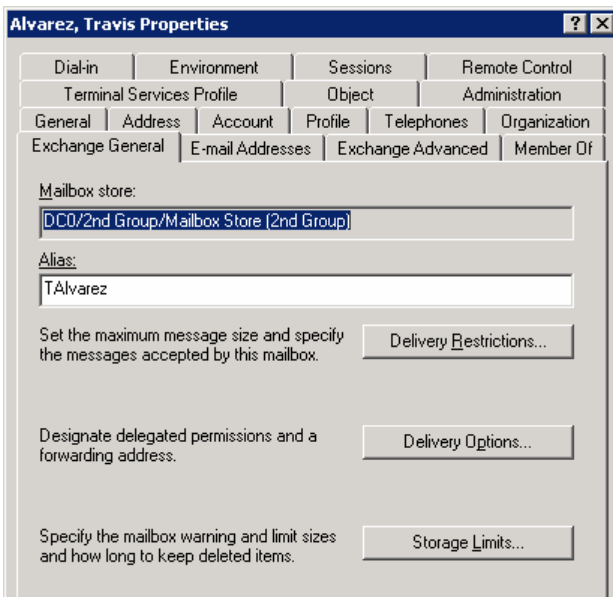 Alvarez, Travis Properties
Dial-in Environment Sessions Remote Control
Terminal Services Profile Object Administration
General Address Account Profile Telephones Organization
Exchange General E-mail Addresses Exchange Advanced Member Of
Mailbox store:
DC0/2nd Group/Mailbox Store (2nd Group)
Alias:
TAlvarez
Set the maximum message size and specify
the messages accepted by this mailbox.
Delivery Restrictions...
Designate delegated permissions and a
forwarding address.
Delivery Options...
Specify the mailbox warning and limit sizes
and how long to keep deleted items.
Storage Limits...